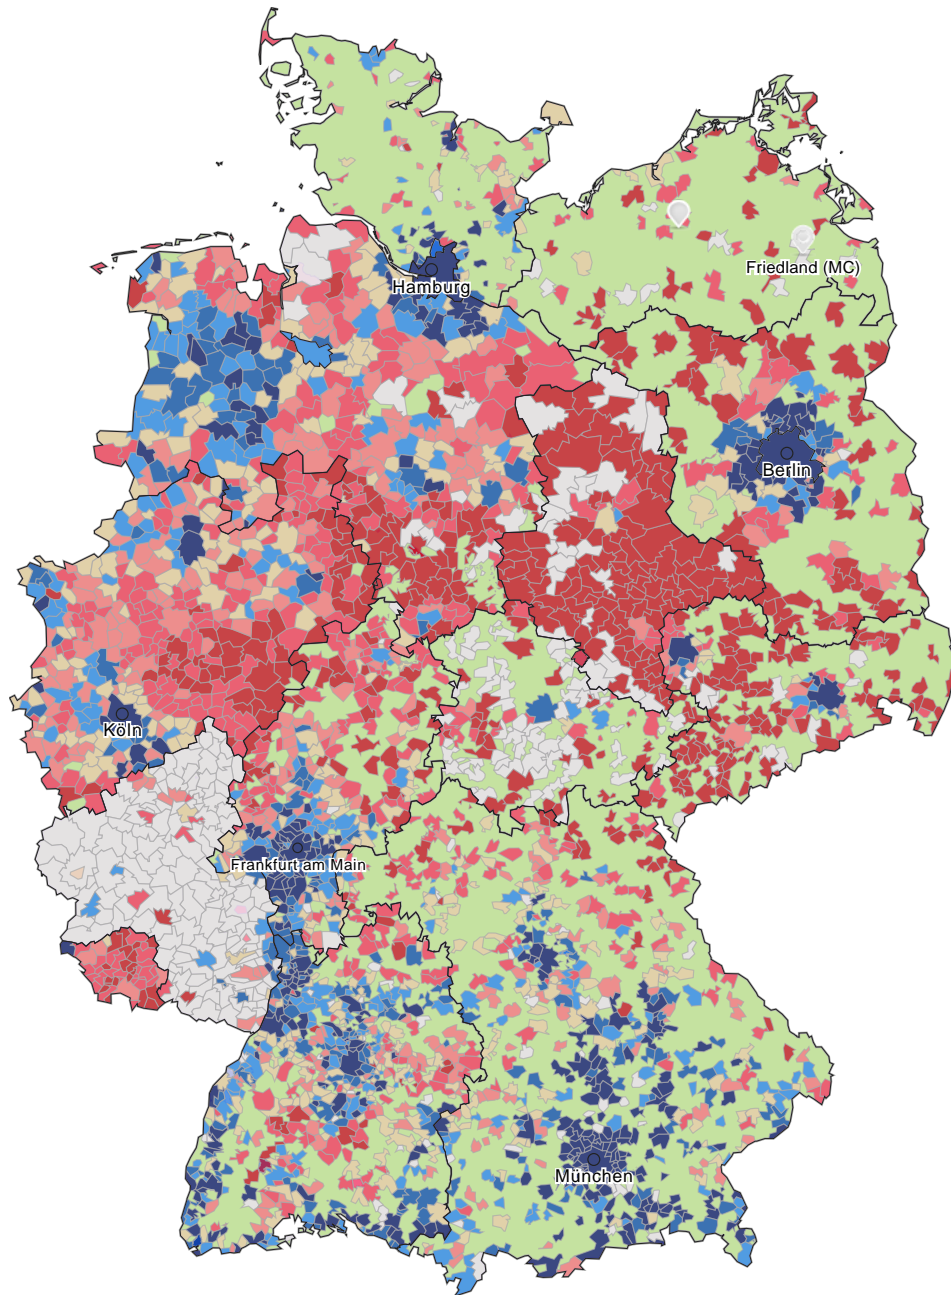 Hamburg
Friedland (MC)
Berlin
Köln
Frankfurt am Main
München